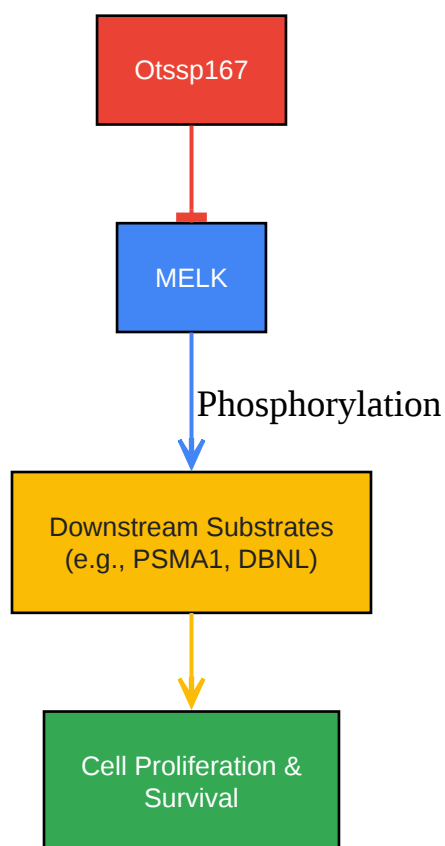 Otssp167
MELK
Phosphorylation
Downstream Substrates
(e.g., PSMA1, DBNL)
Cell Proliferation &
Survival